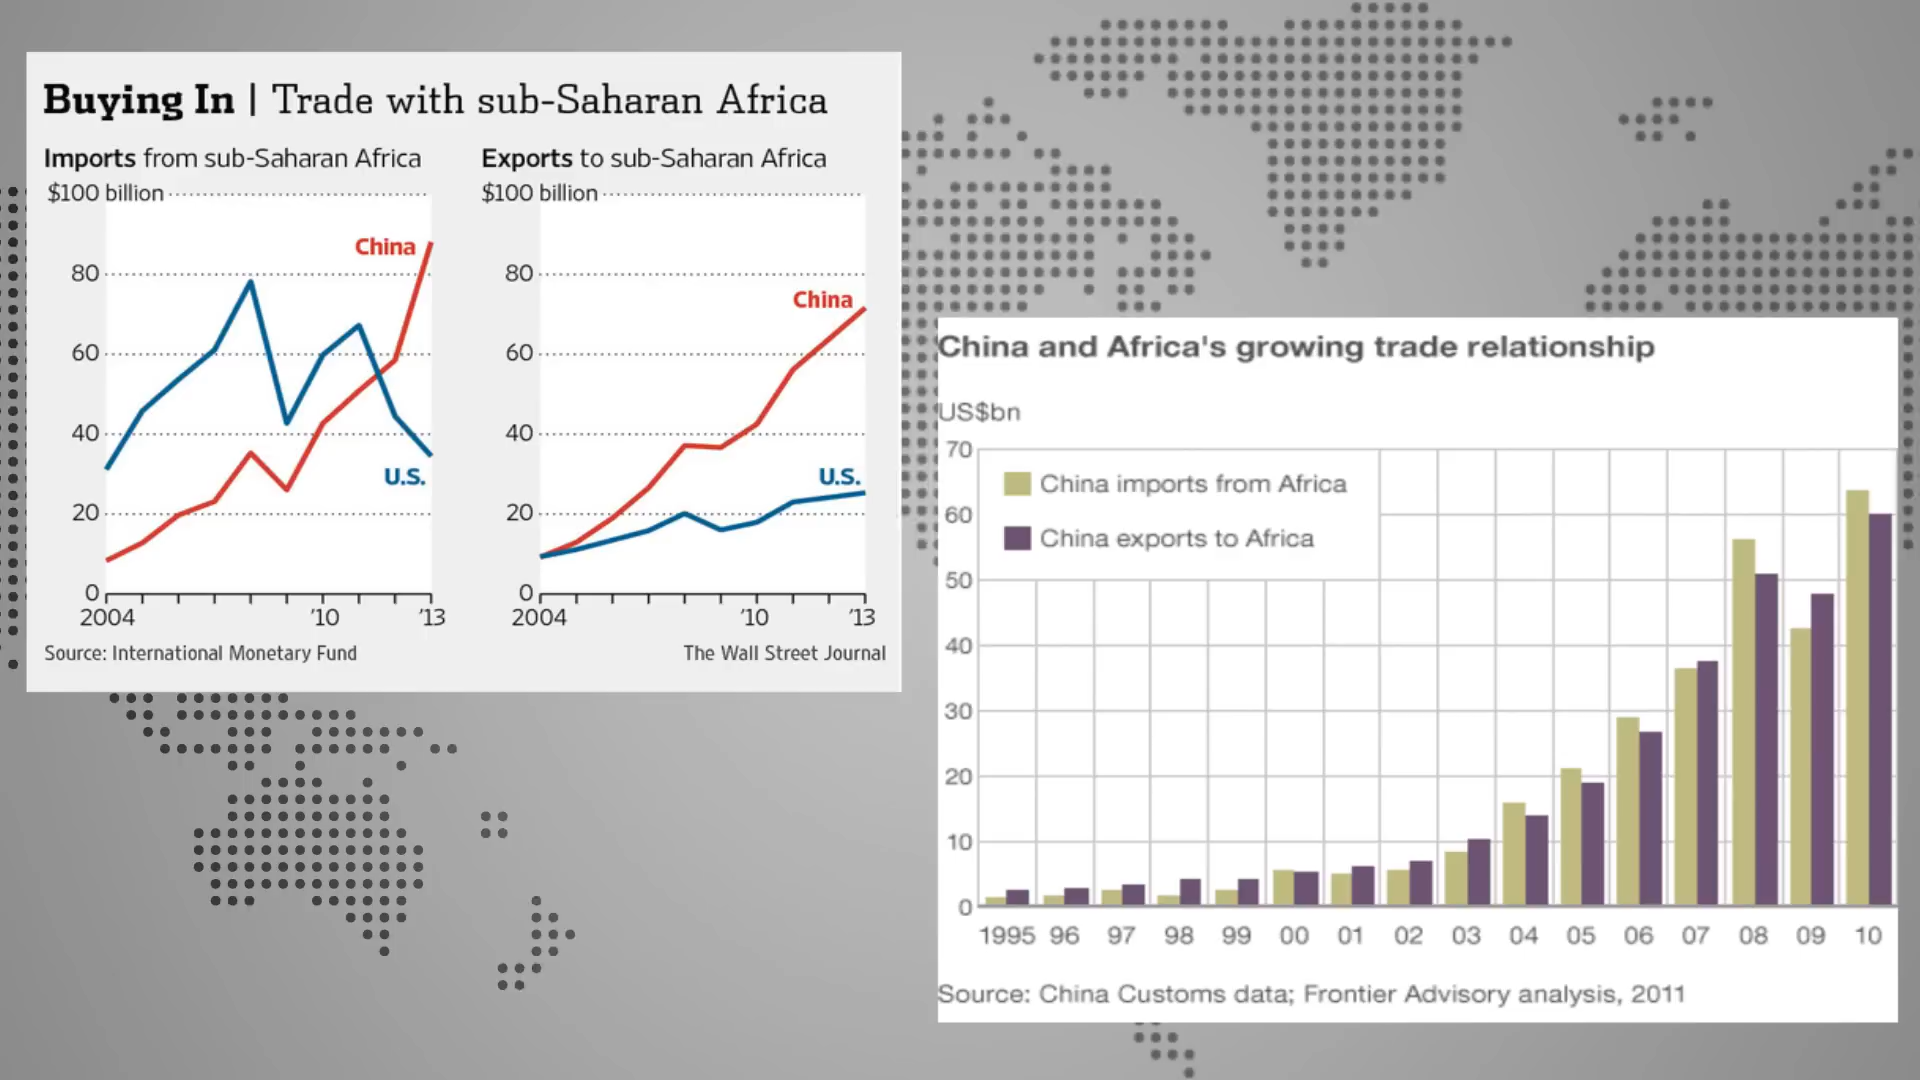 Buying In | Trade with sub-Saharan Africa
Imports from sub-Saharan Africa
$100 billion
80
60
40
20
0
China
U.S.
2004 '10 '13
Exports to sub-Saharan Africa
$100 billion
80
60
40
20
0
China
U.S.
2004 '10 '13
Source: International Monetary Fund
The Wall Street Journal
China and Africa's growing trade relationship
US$bn
70
60
50
40
30
20
10
0
China imports from Africa
China exports to Africa
1995 96 97 98 99 00 01 02 03 04 05 06 07 08 09 10
Source: China Customs data; Frontier Advisory analysis, 2011